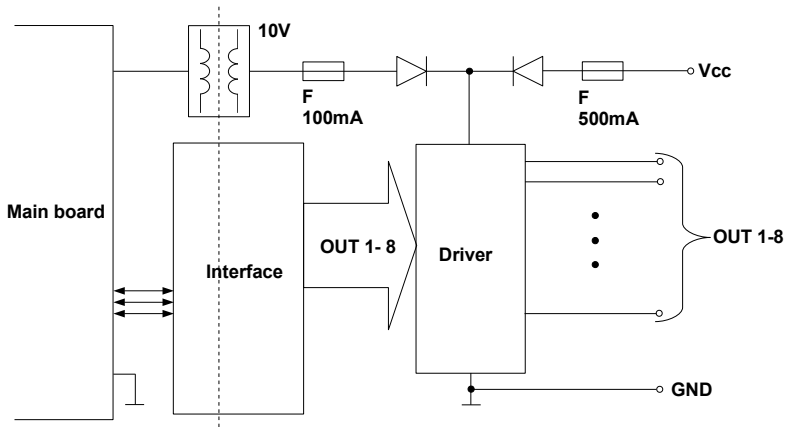 10V
Vcc
F
100mA
F
500mA
Main board
Interface
OUT 1- 8
Driver
OUT 1-8
GND